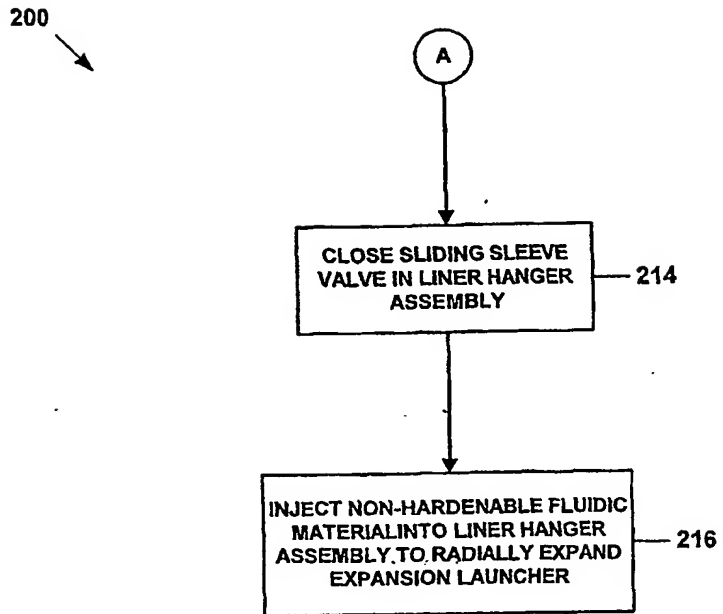 200
A
CLOSE SLIDING SLEEVE
VALVE IN LINER HANGER
ASSEMBLY
214
INJECT NON-HARDENABLE FLUIDIC
MATERIALINTO LINER HANGER
ASSEMBLY.TO RADIALLY EXPAND
EXPANSION LAUNCHER
216